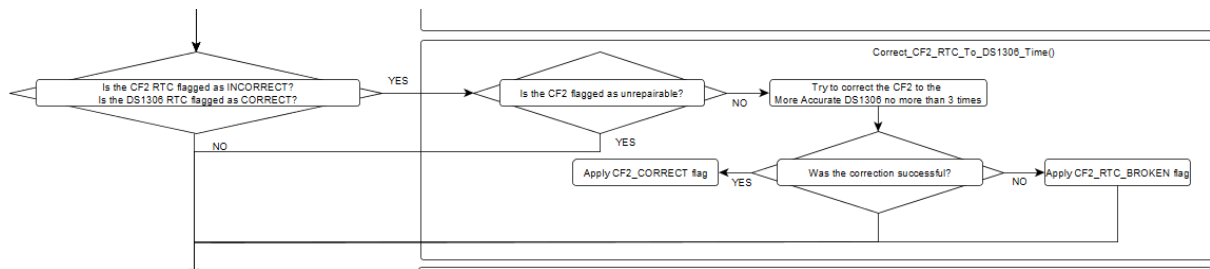 Correct_CF2_RTC_To_DS1306_Time()
Is the CF2 RTC flagged as INCORRECT?
Is the DS1306 RTC flagged as CORRECT?
YES
Is the CF2 flagged as unrepairable?
NO
Try to correct the CF2 to the
More Accurate DS1306 no more than 3 times
NO
YES
Apply CF2_CORRECT flag
YES
Was the correction successful?
NO
Apply CF2_RTC_BROKEN flag